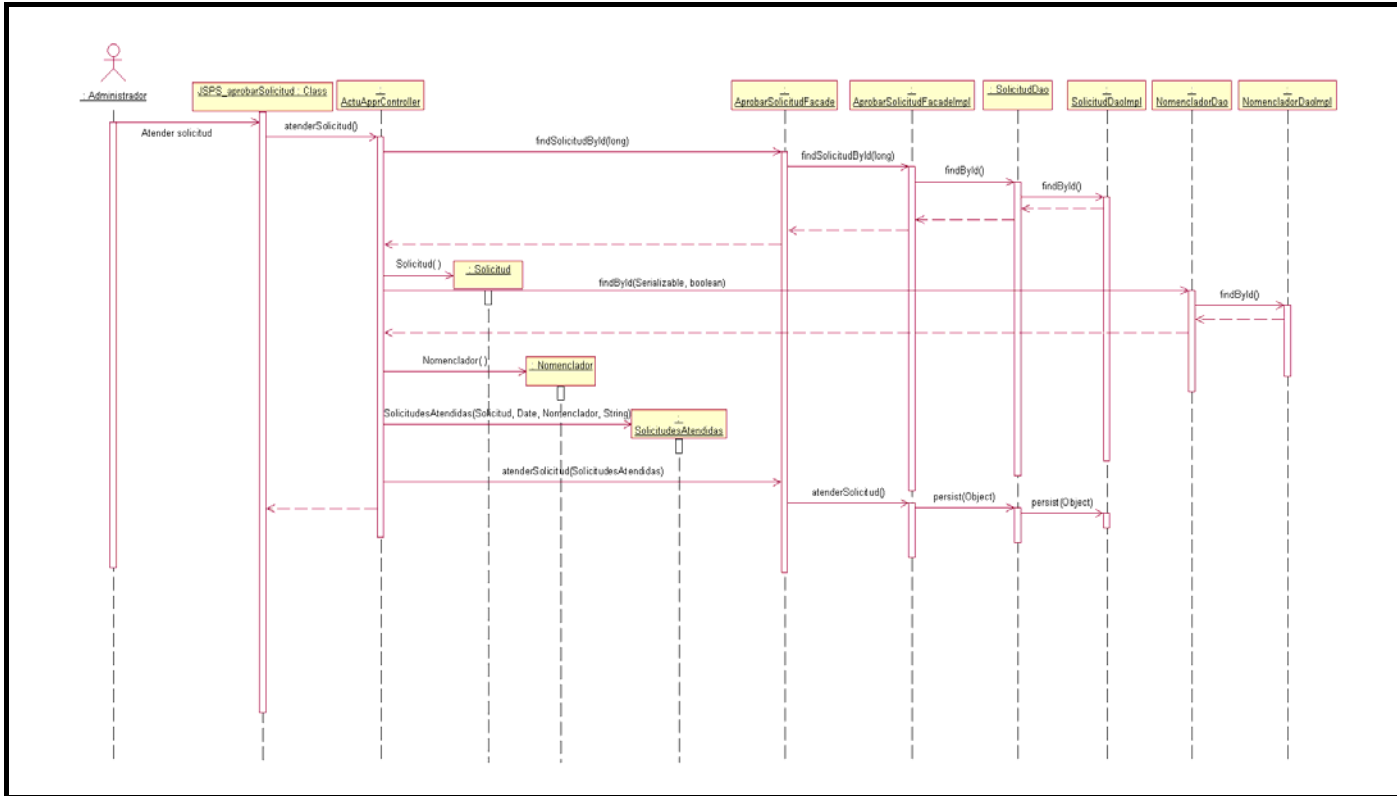 : Administrador
JSPS_aprobarSolicitud : Class
:
ActuApprController
:
AprobarSolicitudFacade
:
AprobarSolicitudFacadeImpl
: SolicitudDao
:
SolicitudDaoImpl
:
NomencladorDao
:
NomencladorDaoImpl
Atender solicitud
atenderSolicitud()
findSolicitudById(long)
findSolicitudById(long)
findById()
findById()
Solicitud( )
: Solicitud
findById(Serializable, boolean)
findById()
Nomenclador( )
: Nomenclador
SolicitudesAtendidas(Solicitud, Date, Nomenclador, String)
:
SolicitudesAtendidas
atenderSolicitud(SolicitudesAtendidas)
atenderSolicitud()
persist(Object)
persist(Object)